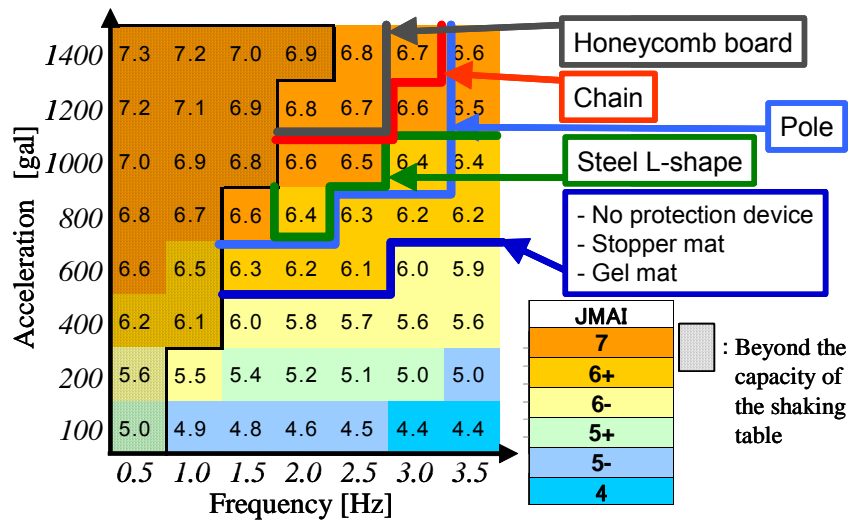 1400 7.3 7.2 7.0 6.9 6.8 6.7 6.6
1200 7.2 7.1 6.9 6.8 6.7 6.6 6.5
1000 7.0 6.9 6.8 6.6 6.5 6.4 6.4
800 6.8 6.7 6.6 6.4 6.3 6.2 6.2
600 6.6 6.5 6.3 6.2 6.1 6.0 5.9
400 6.2 6.1 6.0 5.8 5.7 5.6 5.6
200 5.6 5.5 5.4 5.2 5.1 5.0 5.0
100 5.0 4.9 4.8 4.6 4.5 4.4 4.4
0.5 1.0 1.5 2.0 2.5 3.0 3.5
Frequency [Hz]
Acceleration [gal]
Honeycomb board
Chain
Pole
Steel L-shape
- No protection device
- Stopper mat
- Gel mat
JMAI
7
6+
6-
5+
5-
4
: Beyond the
capacity of
the shaking
table